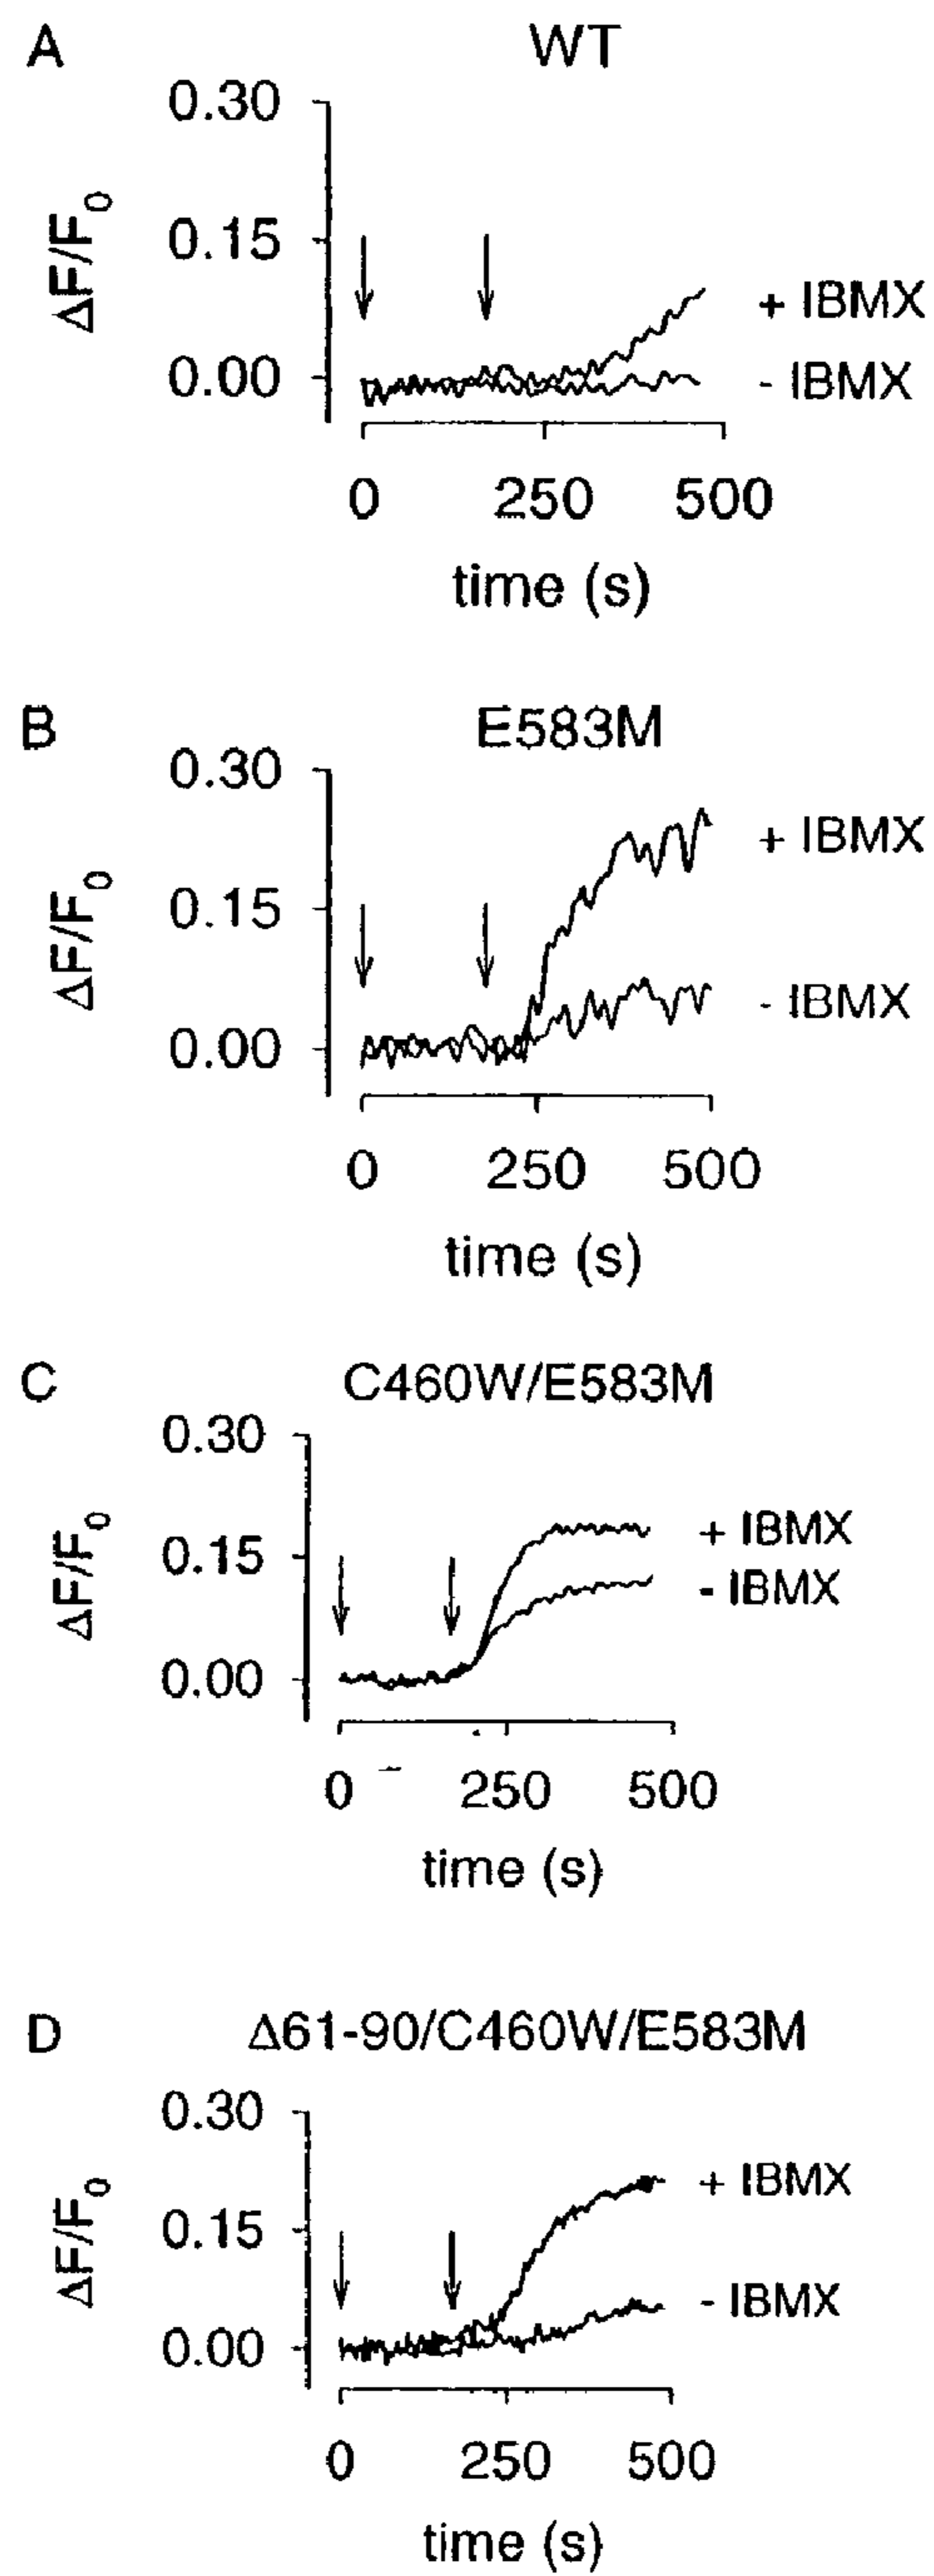 A WT
0.30
0.15
0.00
ΔF/F0
+ IBMX
- IBMX
0 250 500
time (s)
B E583M
0.30
0.15
0.00
ΔF/F0
+ IBMX
- IBMX
0 250 500
time (s)
C C460W/E583M
0.30
0.15
0.00
ΔF/F0
+ IBMX
- IBMX
0 250 500
time (s)
D Δ61-90/C460W/E583M
0.30
0.15
0.00
ΔF/F0
+ IBMX
- IBMX
0 250 500
time (s)